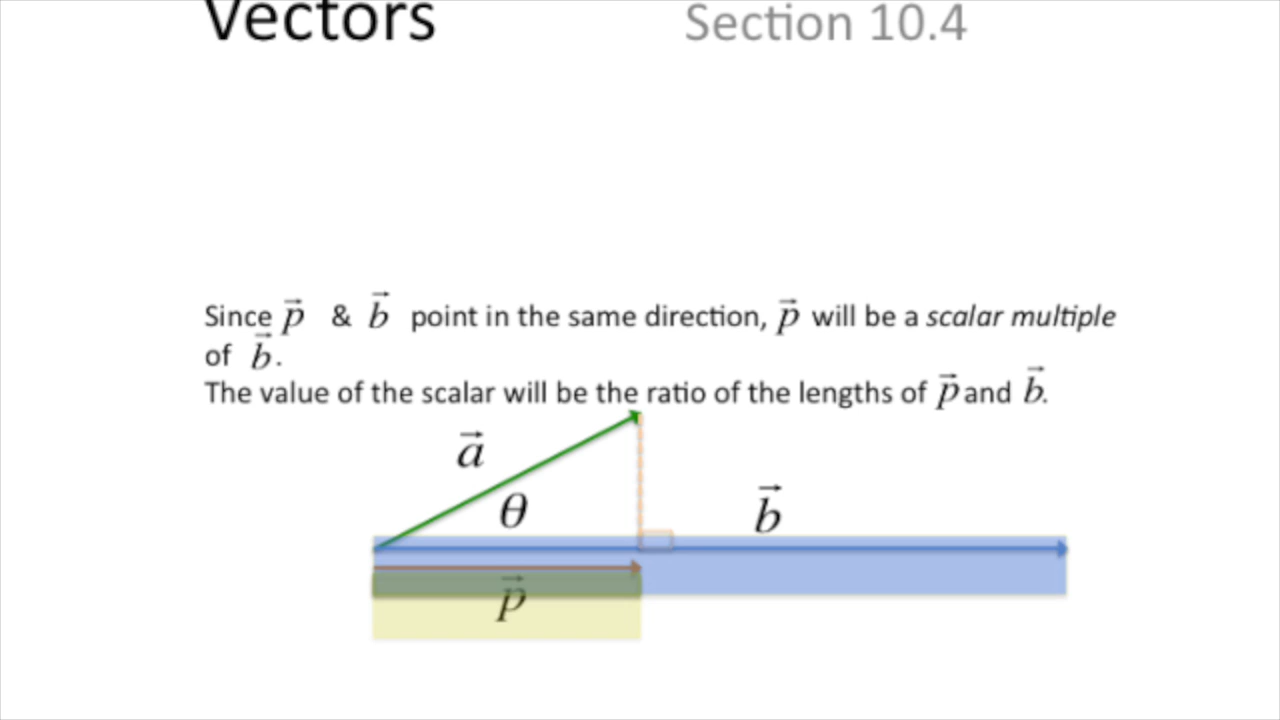 Vectors Section 10.4
Since p⃗ & b⃗ point in the same direction, p⃗ will be a scalar multiple
of b⃗.
The value of the scalar will be the ratio of the lengths of p⃗ and b⃗.
a⃗
θ
b⃗
p⃗